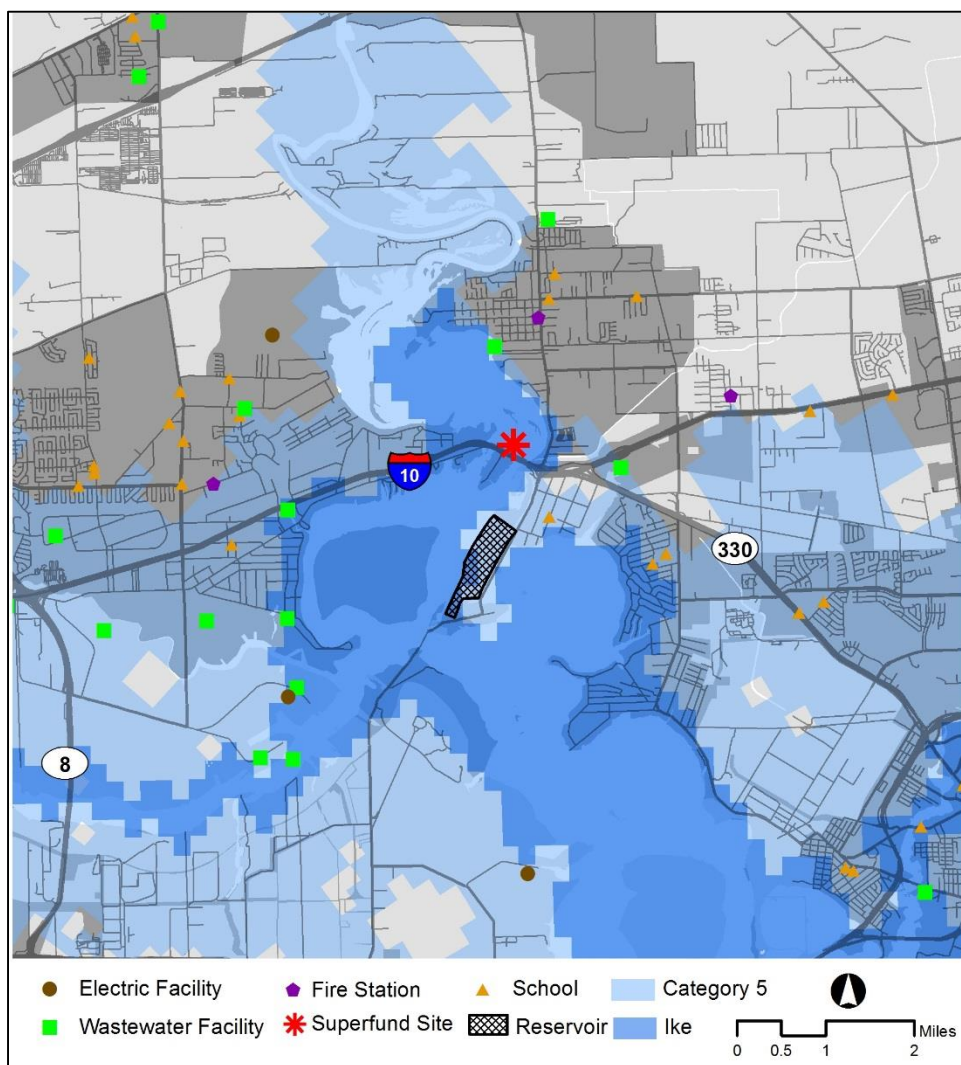 10
330
8
Electric Facility
Fire Station
School
Category 5
Wastewater Facility
Superfund Site
Reservoir
Ike
Miles
0 0.5 1 2